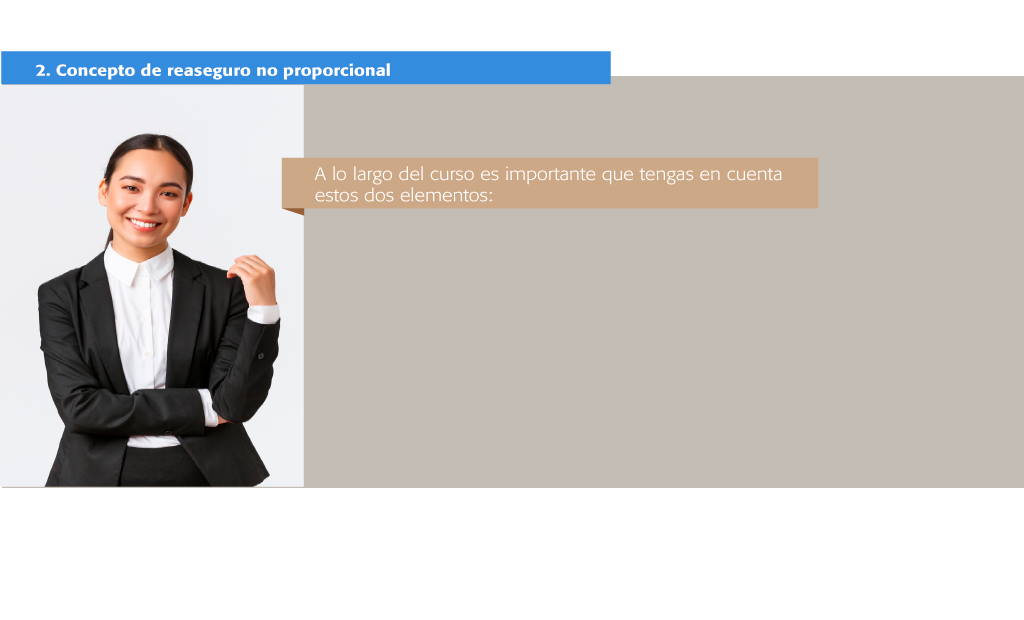 2. Concepto de reaseguro no proporcional
A lo largo del curso es importante que tengas en cuenta
estos dos elementos: